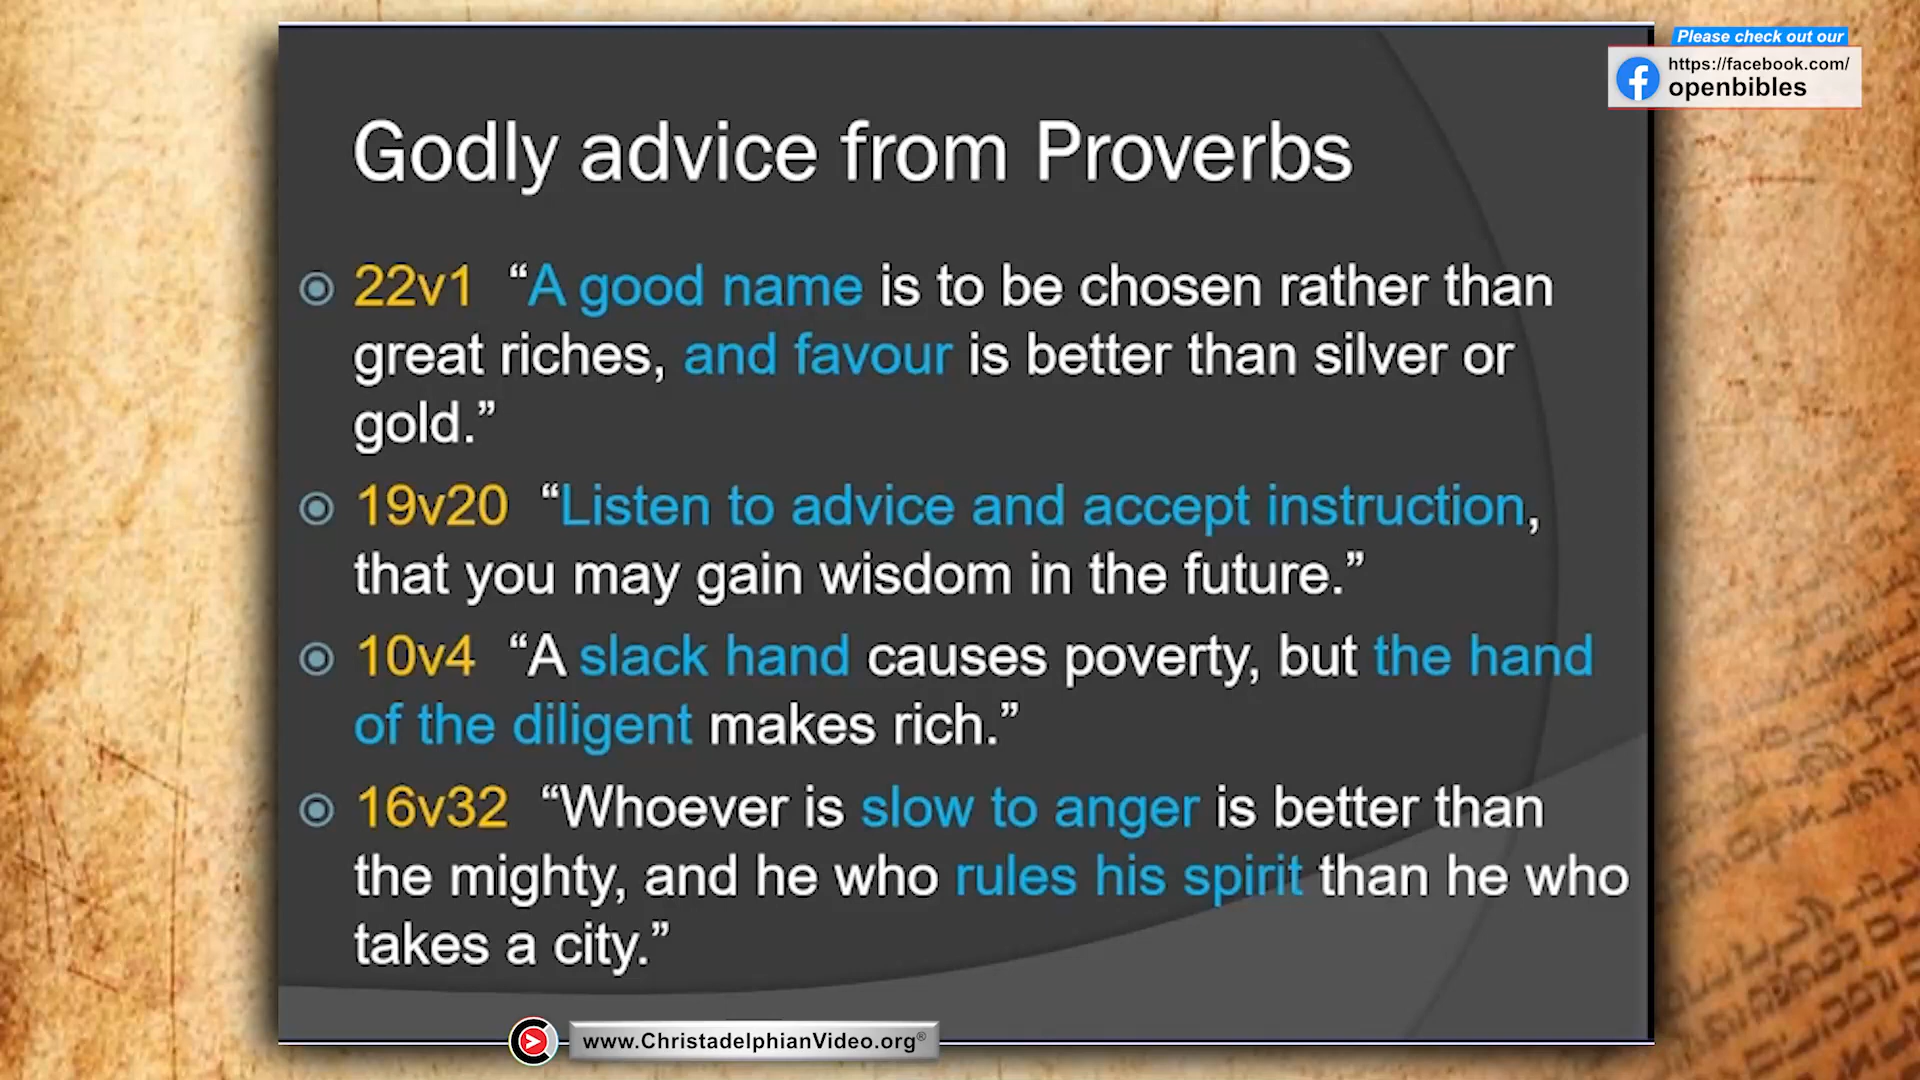 Please check out our
https://facebook.com/
openbibles
Godly advice from Proverbs
22v1 “A good name is to be chosen rather than
great riches, and favour is better than silver or
gold.”
19v20 “Listen to advice and accept instruction,
that you may gain wisdom in the future.”
10v4 “A slack hand causes poverty, but the hand
of the diligent makes rich.”
16v32 “Whoever is slow to anger is better than
the mighty, and he who rules his spirit than he who
takes a city.”
www.ChristadelphianVideo.org®